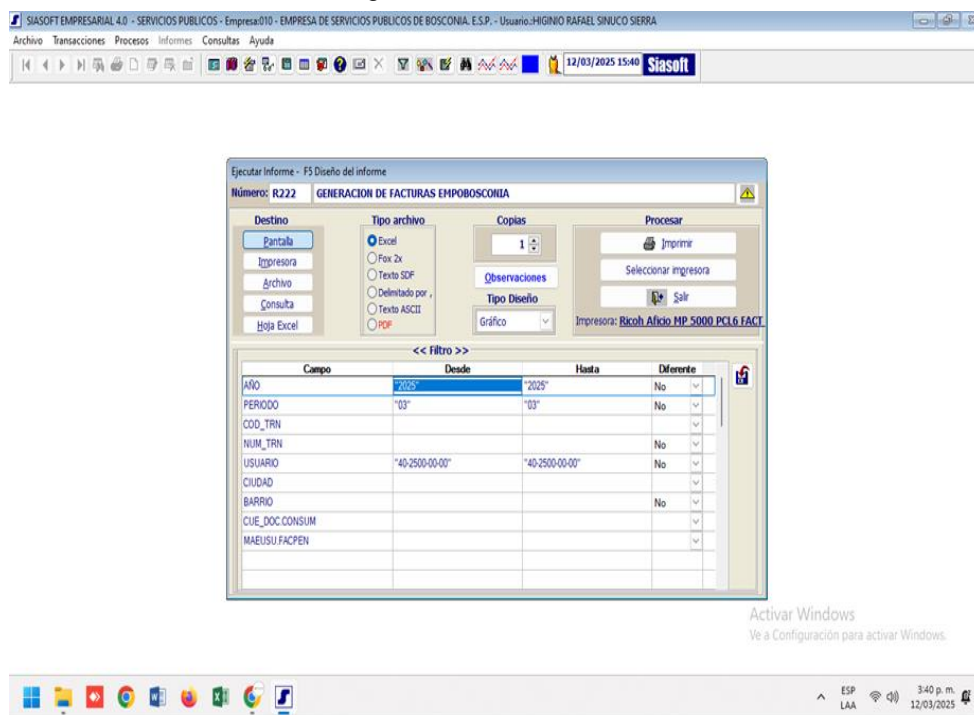 SIASOFT EMPRESARIAL 4.0 - SERVICIOS PUBLICOS - Empresa:010 - EMPRESA DE SERVICIOS PUBLICOS DE BOSCONIA. E.S.P. - Usuario.:HIGINIO RAFAEL SINUCO SIERRA
Archivo Transacciones Procesos Informes Consultas Ayuda
12/03/2025 15:40 Siasoft
Ejecutar Informe - F5 Diseño del informe
Número: R222 GENERACION DE FACTURAS EMPOBOSCONIA
Destino Tipo archivo Copias Procesar
Pantalla Excel 1 Imprimir
Impresora Fox 2x
Texto SDF Observaciones Seleccionar impresora
Archivo Delimitado por , Tipo Diseño Salir
Consulta Texto ASCII
Hoja Excel PDF Gráfico Impresora: Ricoh Aficio MP 5000 PCL6 FACT
<< Filtro >>
Campo Desde Hasta Diferente
AÑO "2025" "2025" No
PERIODO "03" "03" No
COD_TRN
NUM_TRN No
USUARIO "40-2500-00-00" "40-2500-00-00" No
CIUDAD
BARRIO No
CUE_DOC.CONSUM
MAEUSU.FACPEN
Activar Windows
Ve a Configuración para activar Windows.
ESP 3:40 p. m.
LAA 12/03/2025